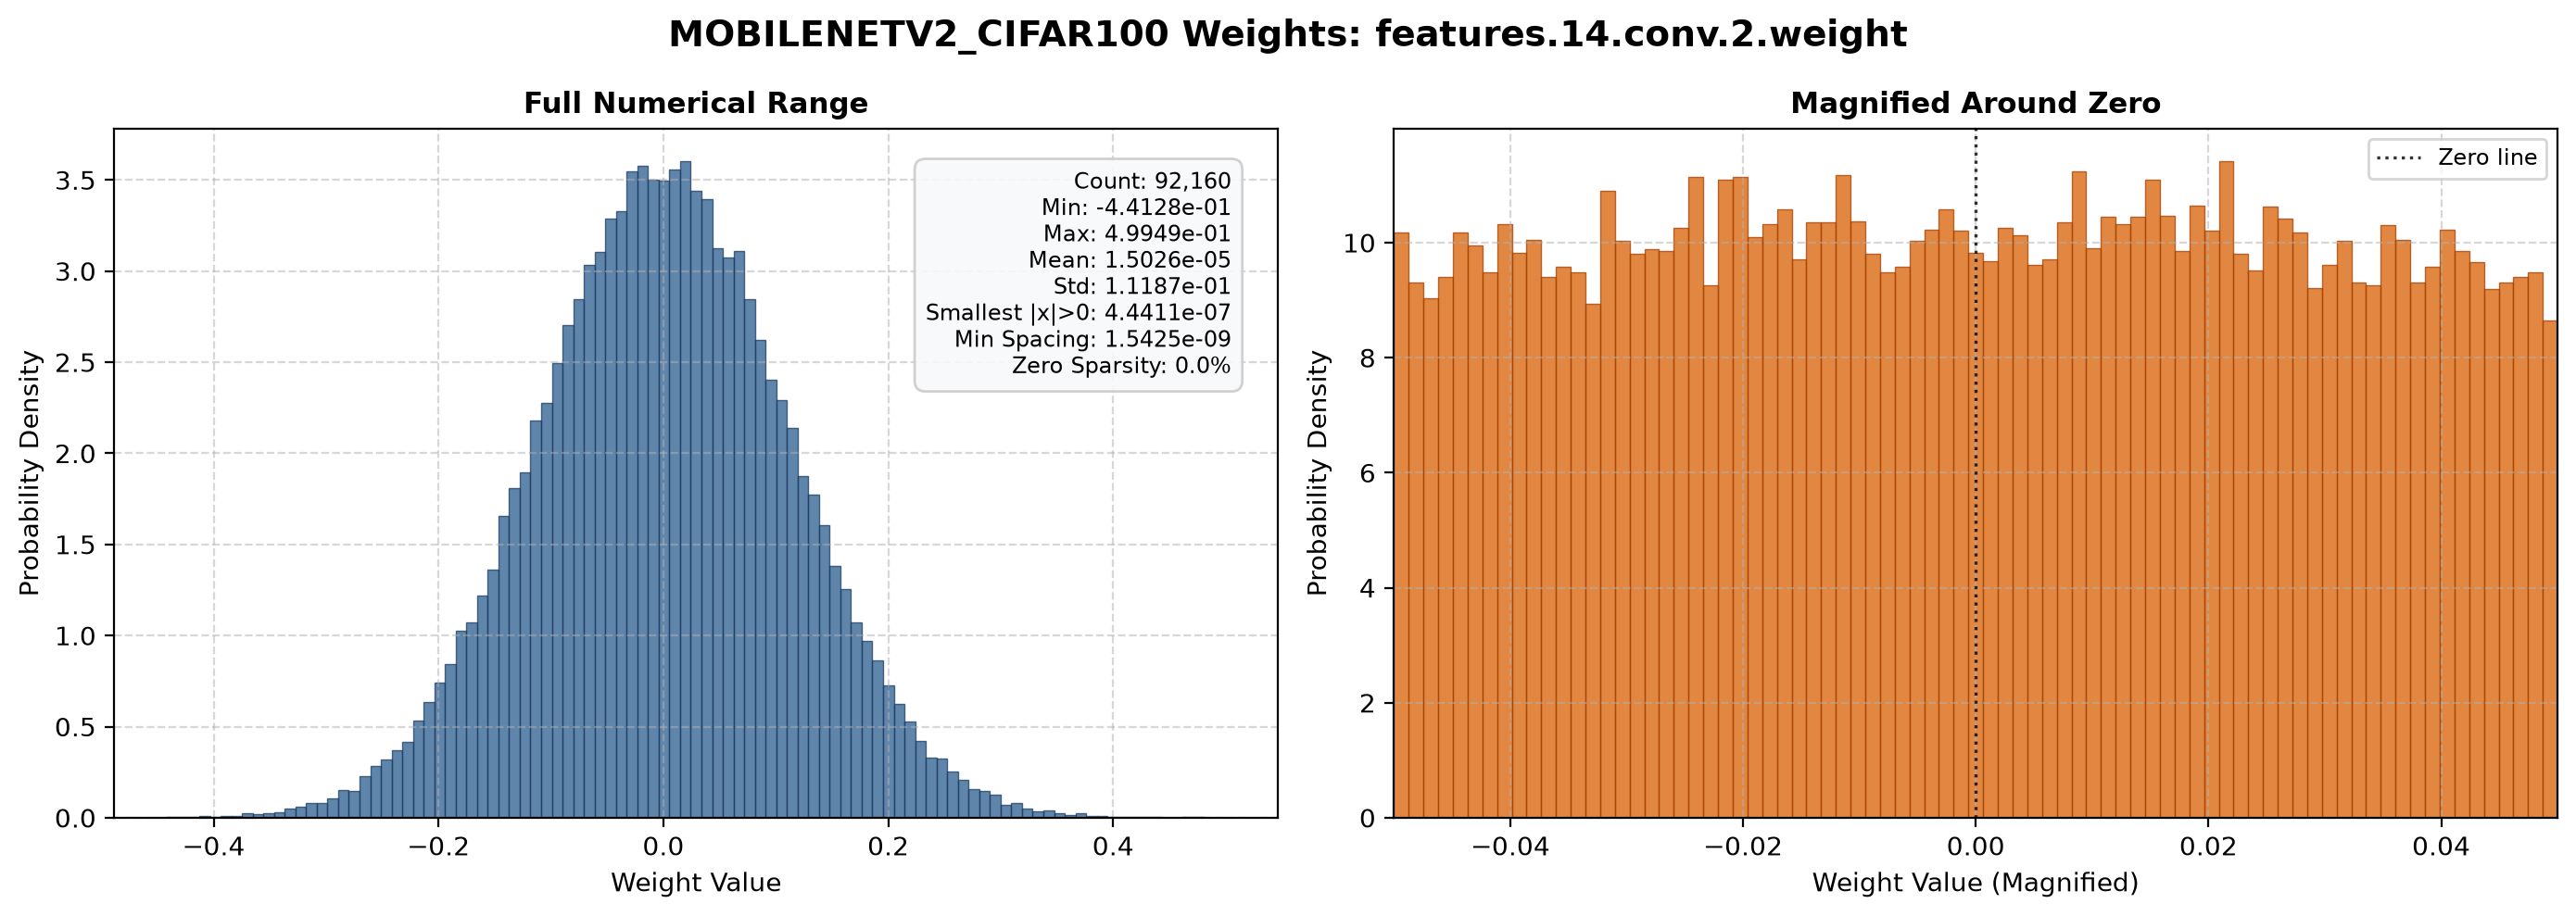 MOBILENETV2_CIFAR100 Weights: features.14.conv.2.weight
Full Numerical Range
Probability Density
3.5
3.0
2.5
2.0
1.5
1.0
0.5
0.0
−0.4
−0.2
0.0
0.2
0.4
Weight Value
Count: 92,160
Min: -4.4128e-01
Max: 4.9949e-01
Mean: 1.5026e-05
Std: 1.1187e-01
Smallest |x|>0: 4.4411e-07
Min Spacing: 1.5425e-09
Zero Sparsity: 0.0%
Magnified Around Zero
Probability Density
10
8
6
4
2
0
−0.04
−0.02
0.00
0.02
0.04
Weight Value (Magnified)
Zero line